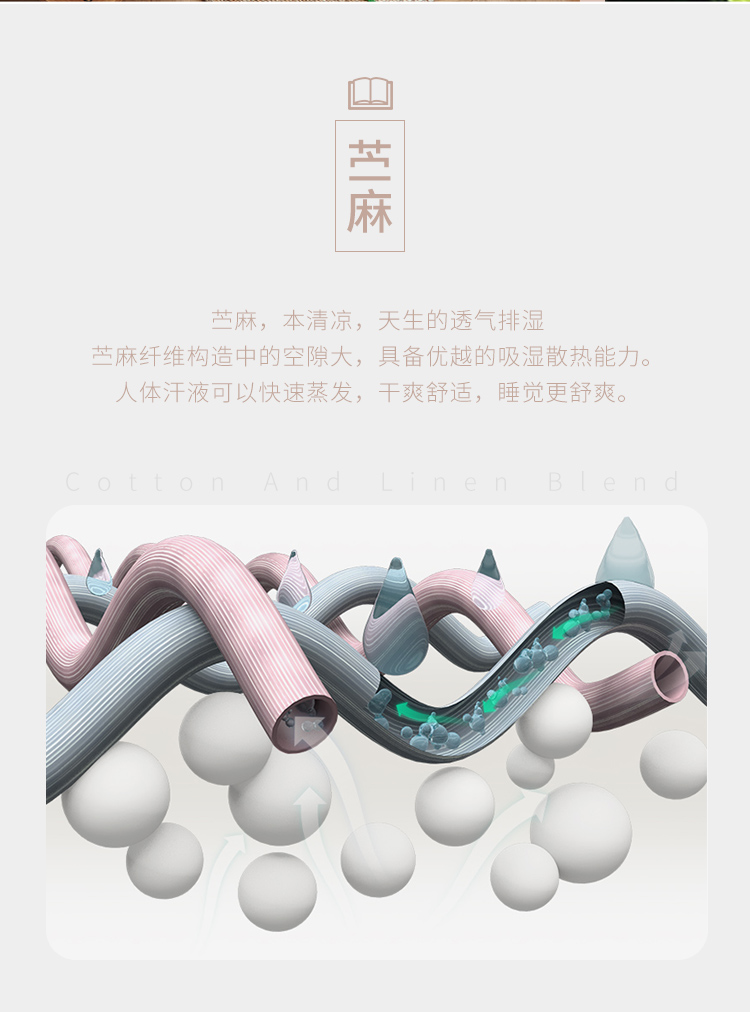 苎
麻
苎麻，本清凉，天生的透气排湿
苎麻纤维构造中的空隙大，具备优越的吸湿散热能力。
人体汗液可以快速蒸发，干爽舒适，睡觉更舒爽。
Cotton And Linen Blend